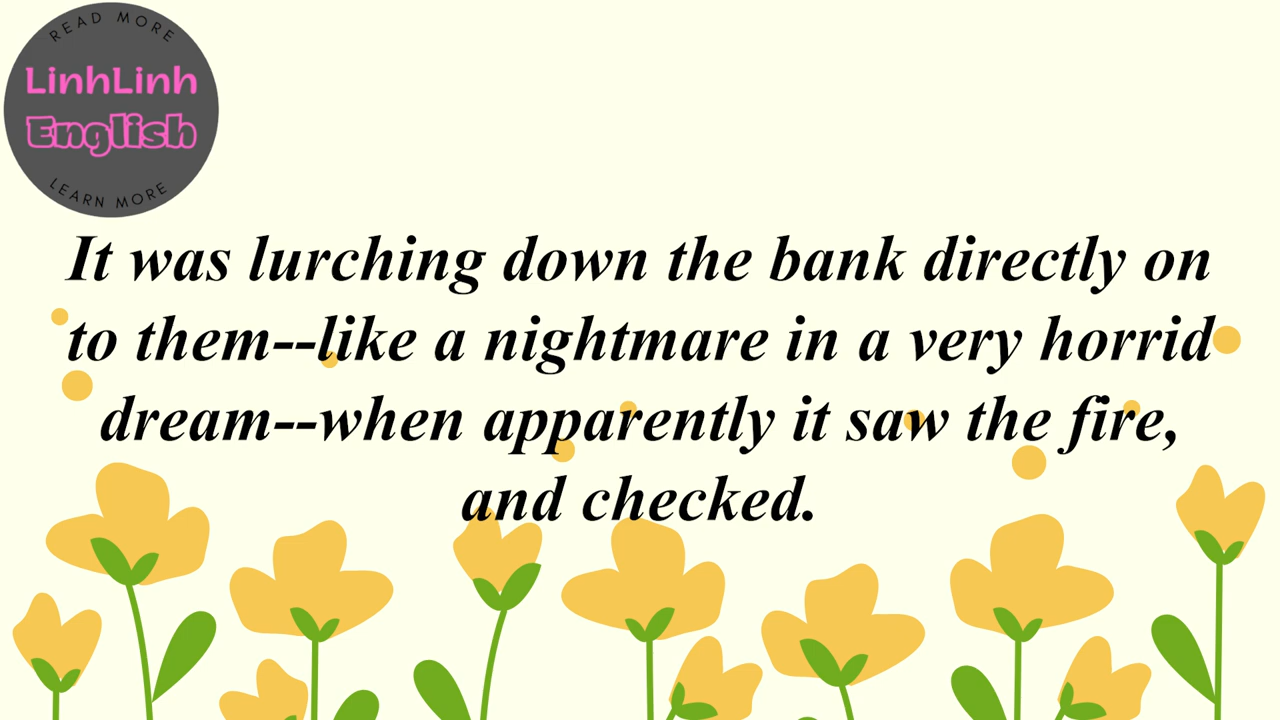 READ MORE
LinhLinh
English
LEARN MORE
It was lurching down the bank directly on
to them--like a nightmare in a very horrid
dream--when apparently it saw the fire,
and checked.